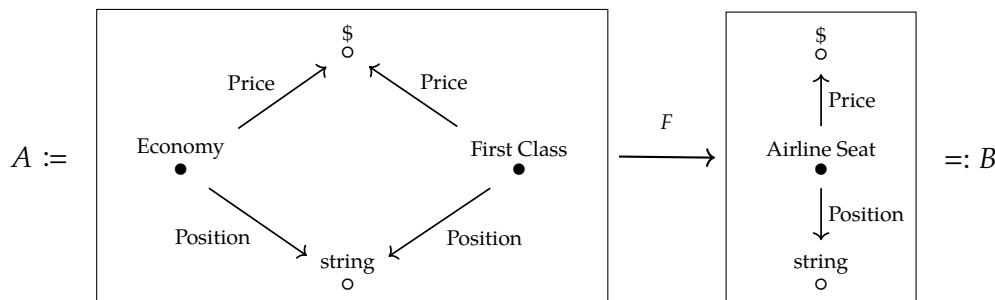 $ $
Price Price Price
F
Economy First Class Airline Seat
A := =: B
Position Position Position
string string